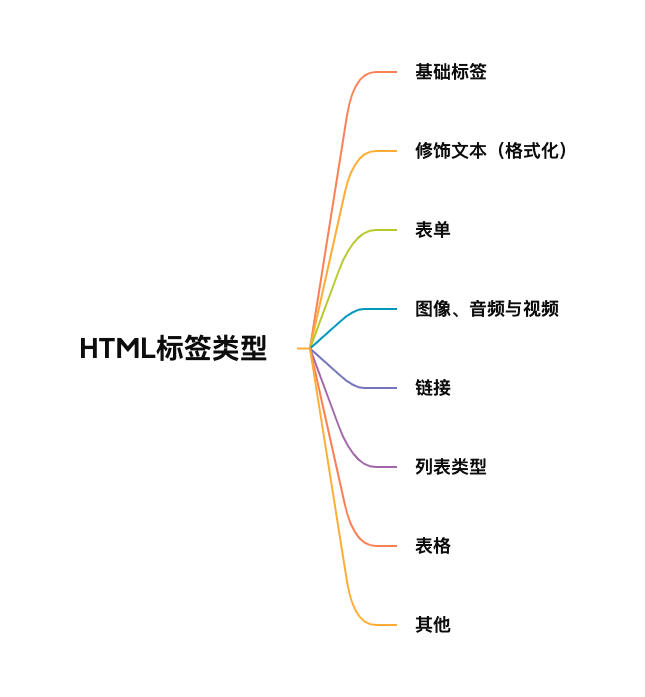 HTML标签类型
基础标签
修饰文本（格式化）
表单
图像、音频与视频
链接
列表类型
表格
其他